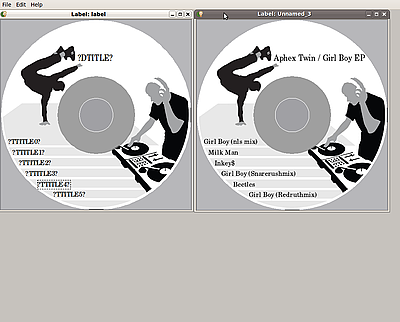 File Edit Help
Label: label
?DTITLE?
?TTITLE0?
?TTITLE1?
?TTITLE2?
?TTITLE3?
?TTITLE4?
?TTITLE5?
Label: Unnamed_3
Aphex Twin / Girl Boy EP
Girl Boy (nls mix)
Milk Man
Inkey$
Girl Boy (Snarerushmix)
Beetles
Girl Boy (Redruthmix)